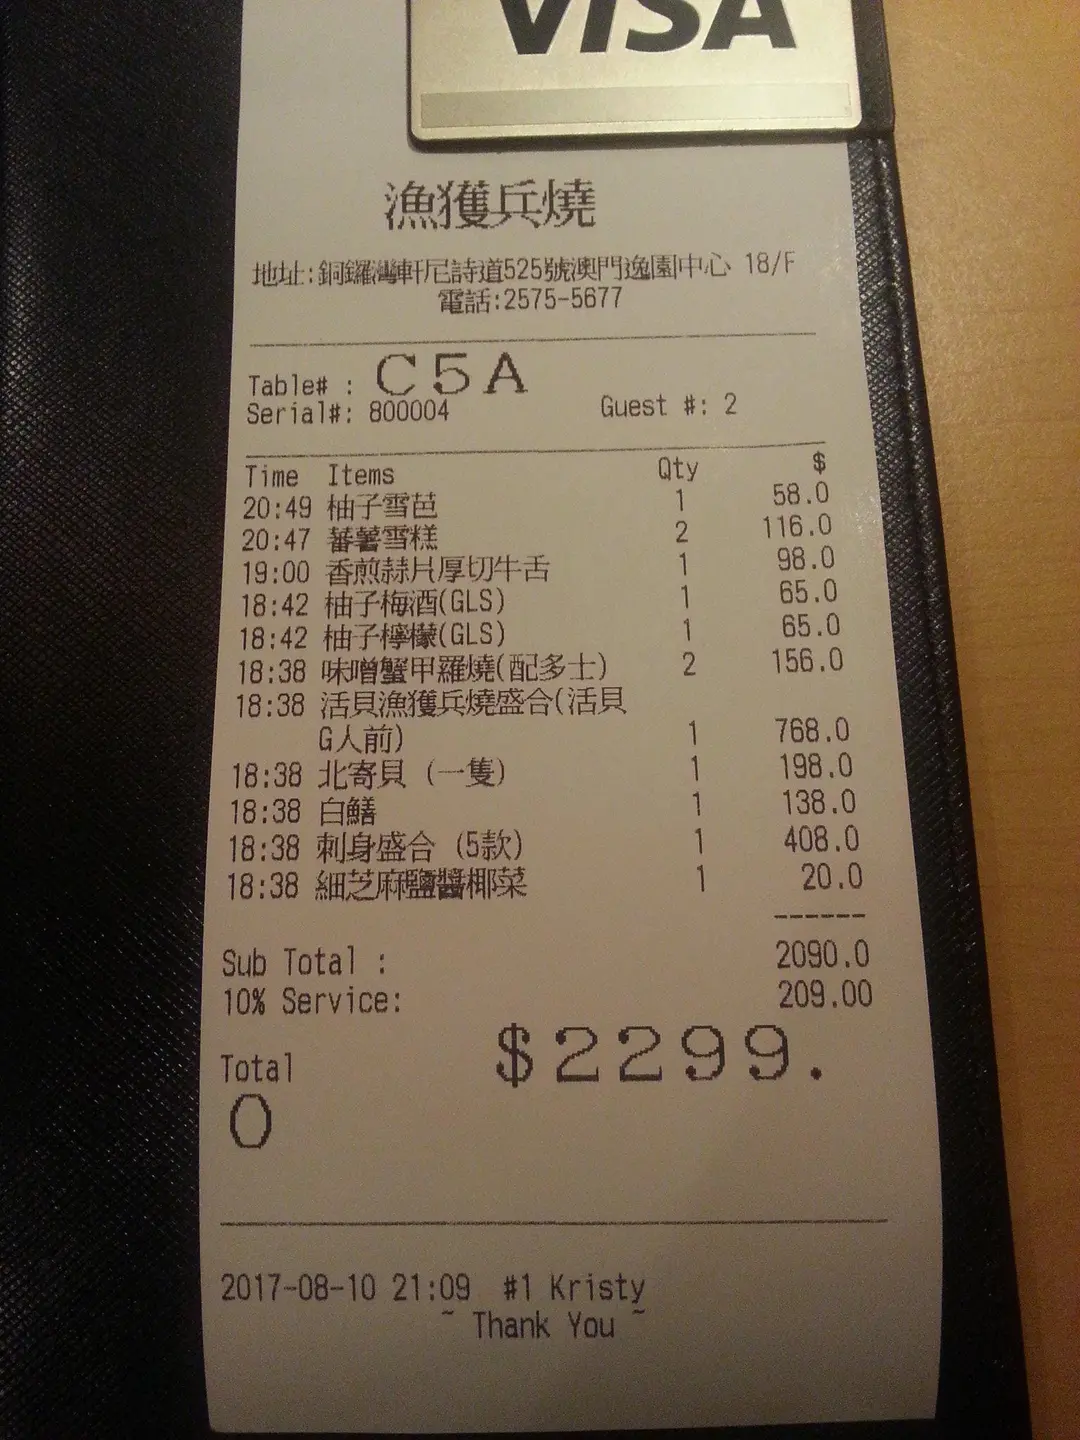 VISA
漁獲兵燒
地址:銅鑼灣軒尼詩道525號澳門逸園中心 18/F
電話:2575-5677
Table# : C5A
Serial#: 800004 Guest #: 2
Time Items Qty $
20:49 柚子雪芭 1 58.0
20:47 蕃薯雪糕 2 116.0
19:00 香煎赫片厚切牛舌 1 98.0
18:42 柚子梅酒(GLS) 1 65.0
18:42 柚子檸檬(GLS) 1 65.0
18:38 味噌蟹甲羅燒(配多士) 2 156.0
18:38 活貝漁獲兵燒盛合(活貝
G人前) 1 768.0
18:38 北寄貝 (一隻) 1 198.0
18:38 白鱔 1 138.0
18:38 刺身盛合 (5款) 1 408.0
18:38 細芝麻鹽醬椰菜 1 20.0
------
Sub Total : 2090.0
10% Service: 209.00
Total $2299.
0
2017-08-10 21:09 #1 Kristy
~ Thank You ~